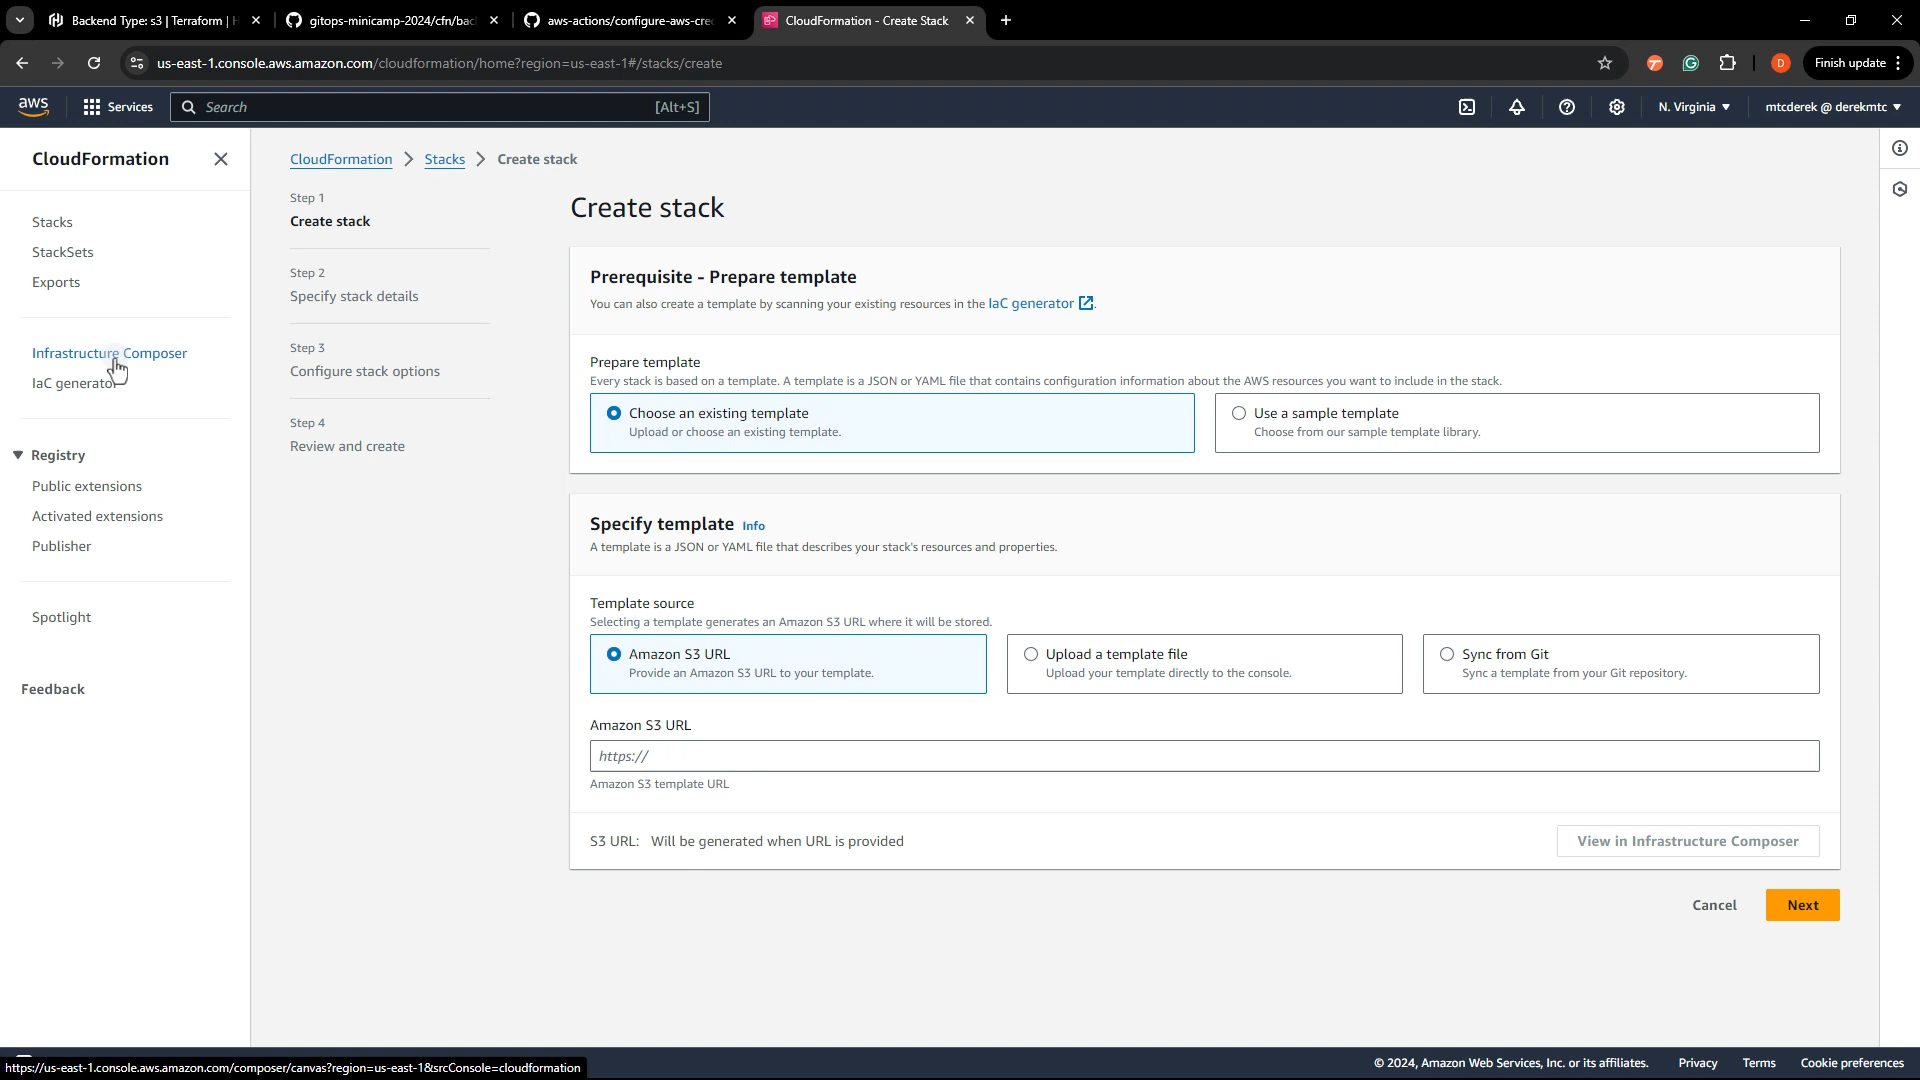 Backend Type: s3 | Terraform | H
gitops-minicamp-2024/cfn/bac
aws-actions/configure-aws-cre
CloudFormation - Create Stack
us-east-1.console.aws.amazon.com/cloudformation/home?region=us-east-1#/stacks/create
D
Finish update
aws
Services
Search
[Alt+S]
N. Virginia
mtcderek @ derekmtc
CloudFormation
Stacks
StackSets
Exports
Infrastructure Composer
IaC generator
Registry
Public extensions
Activated extensions
Publisher
Spotlight
Feedback
CloudFormation
Stacks
Create stack
Step 1
Create stack
Step 2
Specify stack details
Step 3
Configure stack options
Step 4
Review and create
Create stack
Prerequisite - Prepare template
You can also create a template by scanning your existing resources in the IaC generator.
Prepare template
Every stack is based on a template. A template is a JSON or YAML file that contains configuration information about the AWS resources you want to include in the stack.
Choose an existing template
Upload or choose an existing template.
Use a sample template
Choose from our sample template library.
Specify template Info
A template is a JSON or YAML file that describes your stack's resources and properties.
Template source
Selecting a template generates an Amazon S3 URL where it will be stored.
Amazon S3 URL
Provide an Amazon S3 URL to your template.
Upload a template file
Upload your template directly to the console.
Sync from Git
Sync a template from your Git repository.
Amazon S3 URL
https://
Amazon S3 template URL
S3 URL: Will be generated when URL is provided
View in Infrastructure Composer
Cancel
Next
https://us-east-1.console.aws.amazon.com/composer/canvas?region=us-east-1&srcConsole=cloudformation
© 2024, Amazon Web Services, Inc. or its affiliates.
Privacy
Terms
Cookie preferences